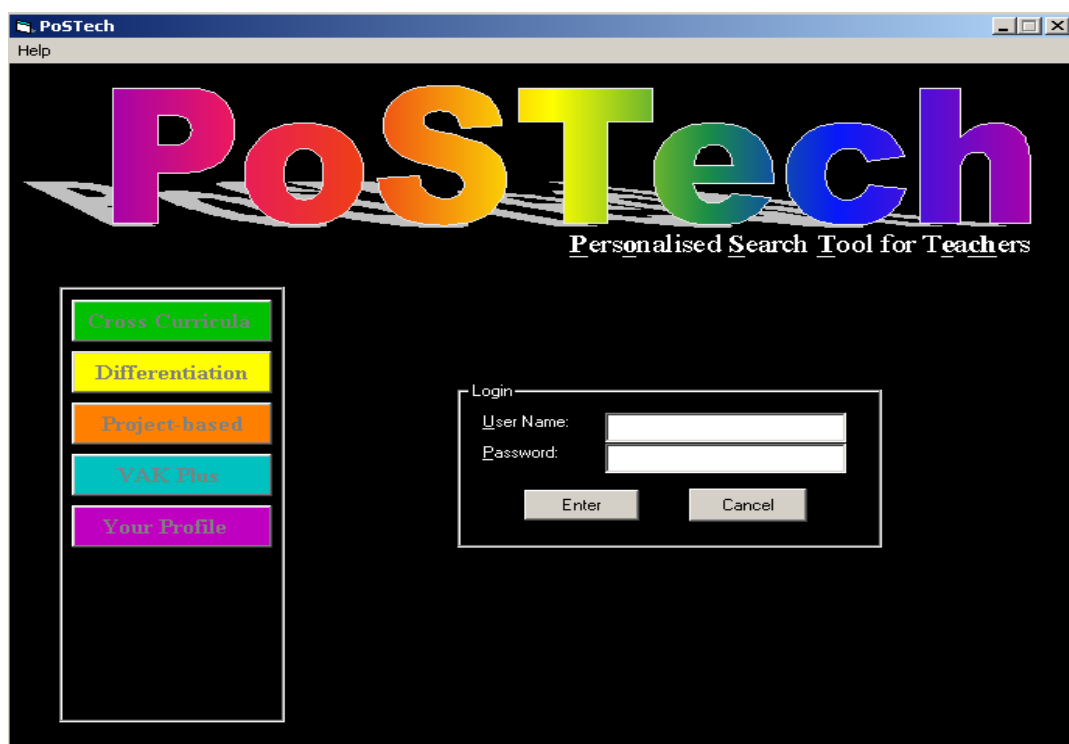 PoSTech
Help
PoSTech
Personalised Search Tool for Teachers
Cross Curricula
Differentiation
Project-based
VAK Plus
Your Profile
Login
User Name:
Password:
Enter
Cancel